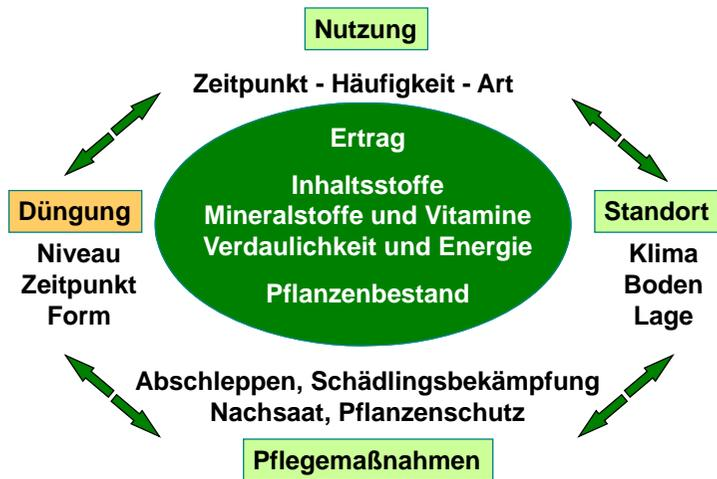 Nutzung
Zeitpunkt - Häufigkeit - Art
Ertrag
Inhaltsstoffe
Mineralstoffe und Vitamine
Verdaulichkeit und Energie
Pflanzenbestand
Düngung
Niveau
Zeitpunkt
Form
Standort
Klima
Boden
Lage
Abschleppen, Schädlingsbekämpfung
Nachsaat, Pflanzenschutz
Pflegemaßnahmen